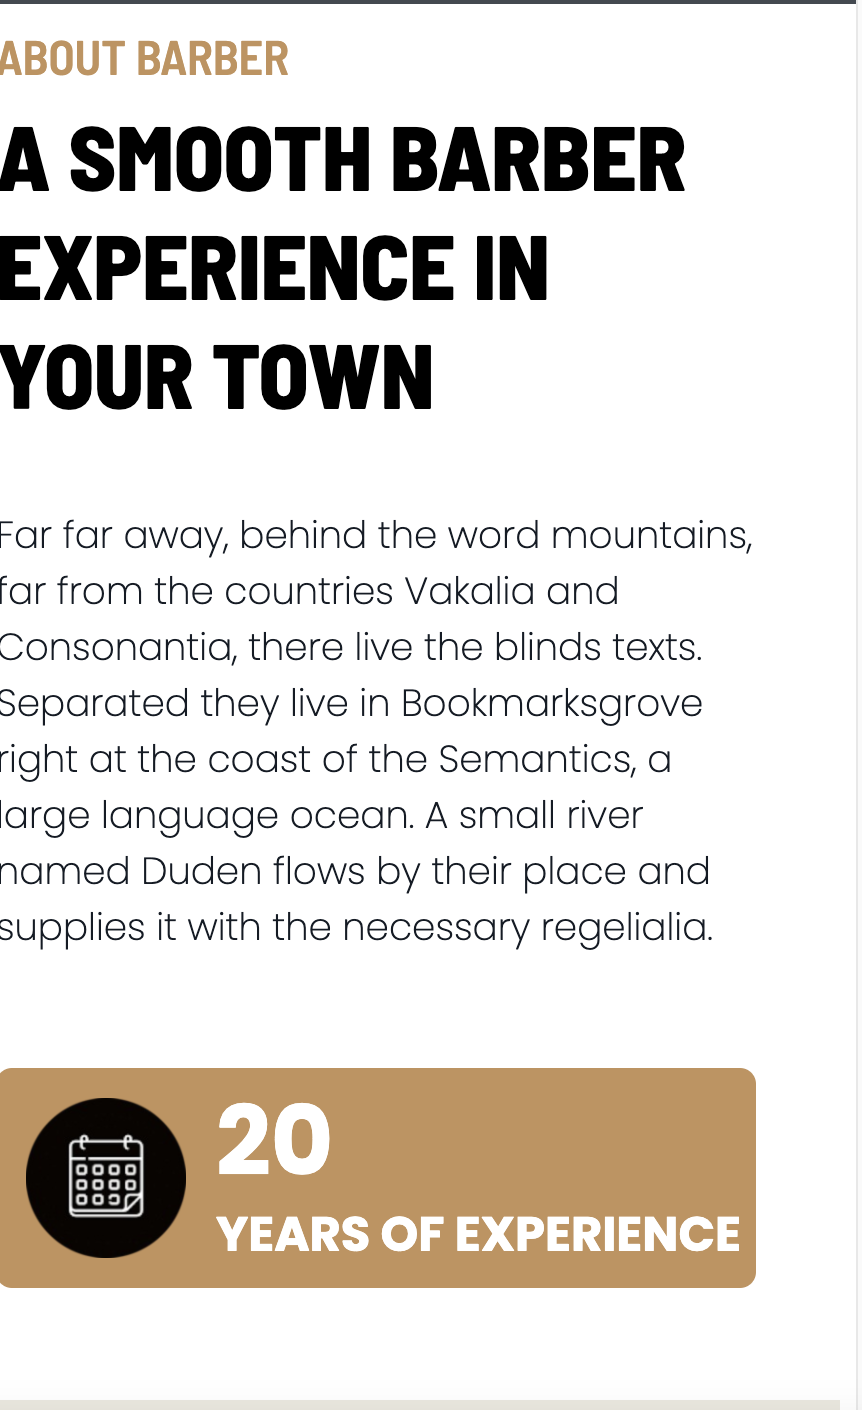 ABOUT BARBER
A SMOOTH BARBER
EXPERIENCE IN
YOUR TOWN
Far far away, behind the word mountains,
far from the countries Vakalia and
Consonantia, there live the blinds texts.
Separated they live in Bookmarksgrove
right at the coast of the Semantics, a
large language ocean. A small river
named Duden flows by their place and
supplies it with the necessary regelialia.
20
YEARS OF EXPERIENCE